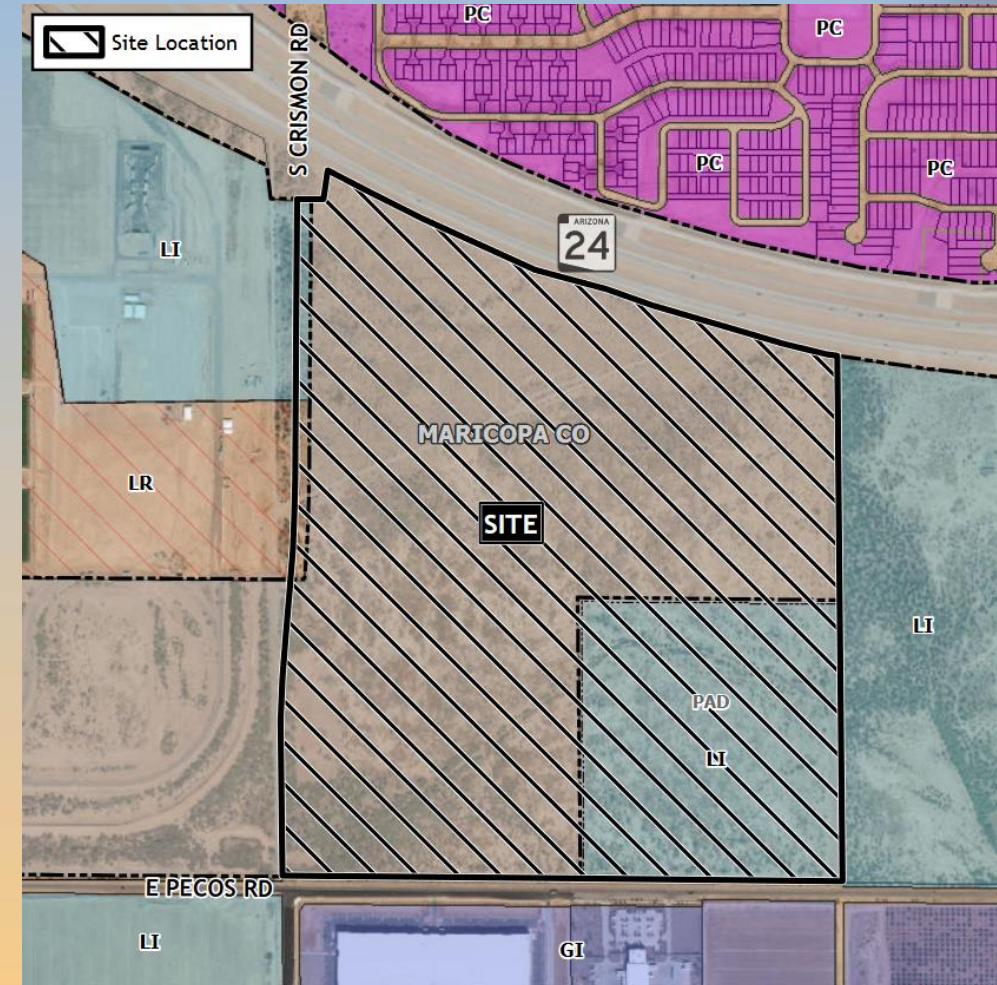 Site Location
S CRISMON RD
PC
PC
PC
PC
ARIZONA
24
LI
MARICOPA CO
LR
SITE
LI
PAD
LI
E PECOS RD
LI
GI